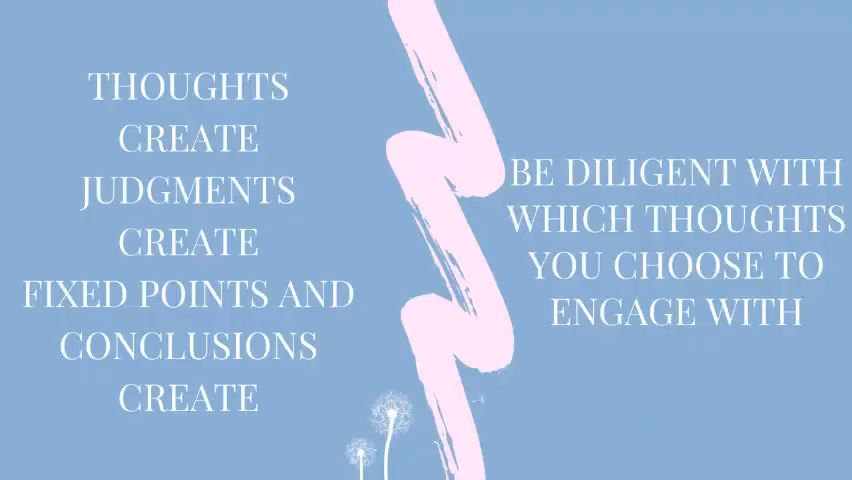 THOUGHTS
CREATE
JUDGMENTS
CREATE
FIXED POINTS AND
CONCLUSIONS
CREATE
BE DILIGENT WITH
WHICH THOUGHTS
YOU CHOOSE TO
ENGAGE WITH